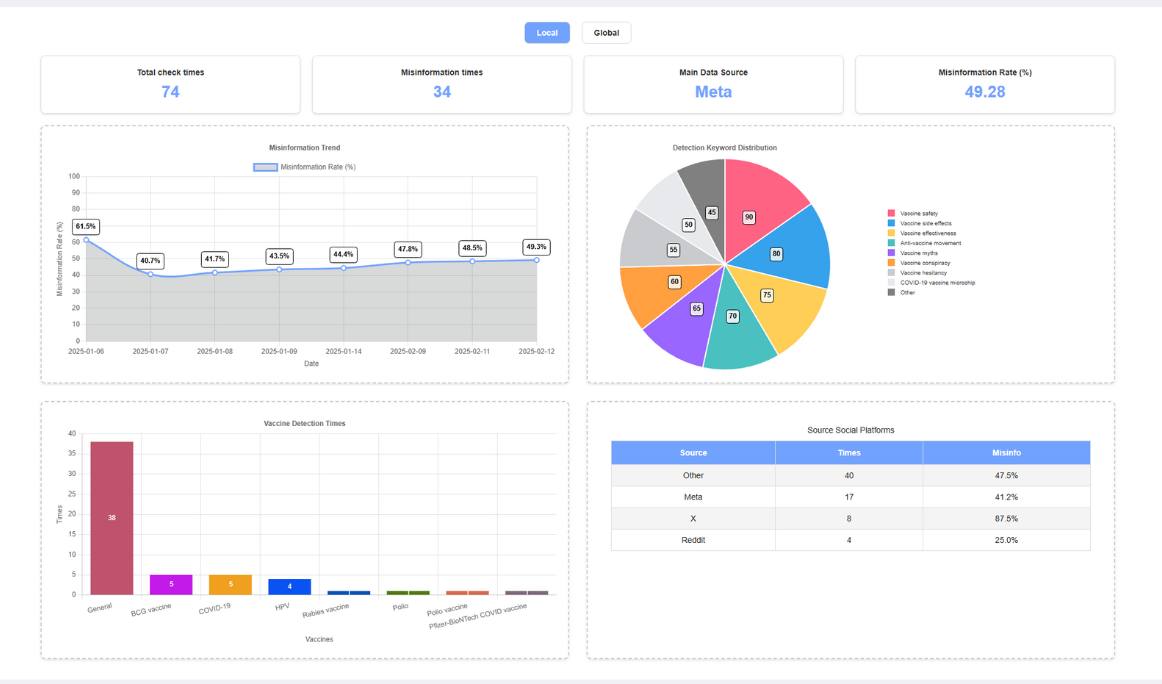 Local Global
Total check times
74
Misinformation times
34
Main Data Source
Meta
Misinformation Rate (%)
49.28
Misinformation Trend
Misinformation Rate (%)
100
90
80
70
60
50
40
30
20
10
0
Misinformation Rate (%)
61.5%
40.7%
41.7%
43.5%
44.4%
47.8%
48.5%
49.3%
2025-01-06 2025-01-07 2025-01-08 2025-01-09 2025-01-14 2025-02-09 2025-02-11 2025-02-12
Date
Detection Keyword Distribution
90
80
75
70
65
60
55
50
45
Vaccine safety
Vaccine side effects
Vaccine effectiveness
Anti-vaccine movement
Vaccine myths
Vaccine conspiracy
Vaccine hesitancy
COVID-19 vaccine microchip
Other
Vaccine Detection Times
40
35
30
25
20
15
10
5
0
Times
38
5
5
4
General
BCG vaccine
COVID-19
HPV
Rabies vaccine
Polio
Polio vaccine
Pfizer-BioNTech COVID vaccine
Vaccines
Source Social Platforms
Source Times Misinfo
Other 40 47.5%
Meta 17 41.2%
X 8 87.5%
Reddit 4 25.0%